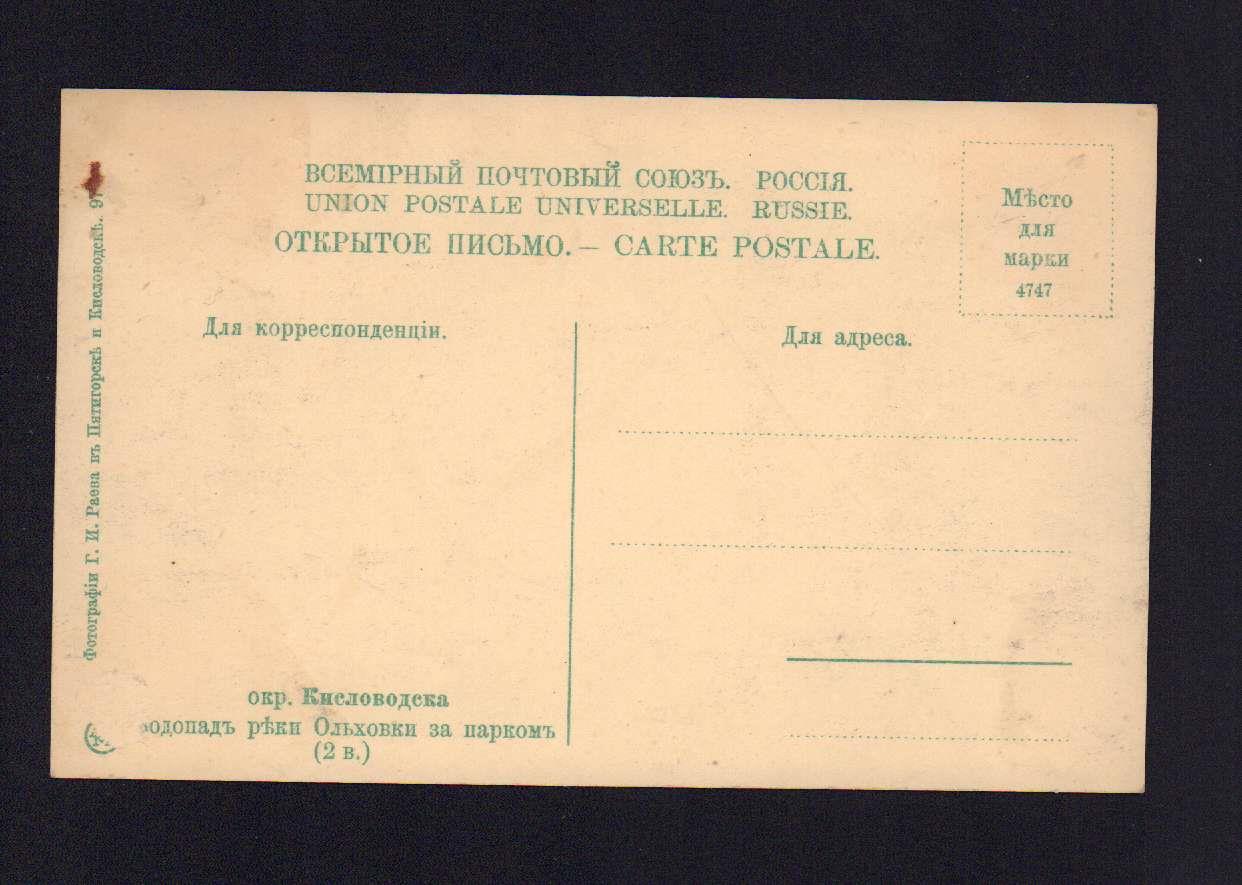 ВСЕМІРНЫЙ ПОЧТОВЫЙ СОЮЗЪ. РОССІЯ.
UNION POSTALE UNIVERSELLE. RUSSIE.
ОТКРЫТОЕ ПИСЬМО. — CARTE POSTALE.
Мѣсто
для
марки
4747
Для корреспонденціи.
Для адреса.
Фотографіи Г. И. Раева въ Пятигорскѣ и Кисловодскѣ.
окр. Кисловодска
водопадъ рѣки Ольховки за паркомъ
(2 в.)